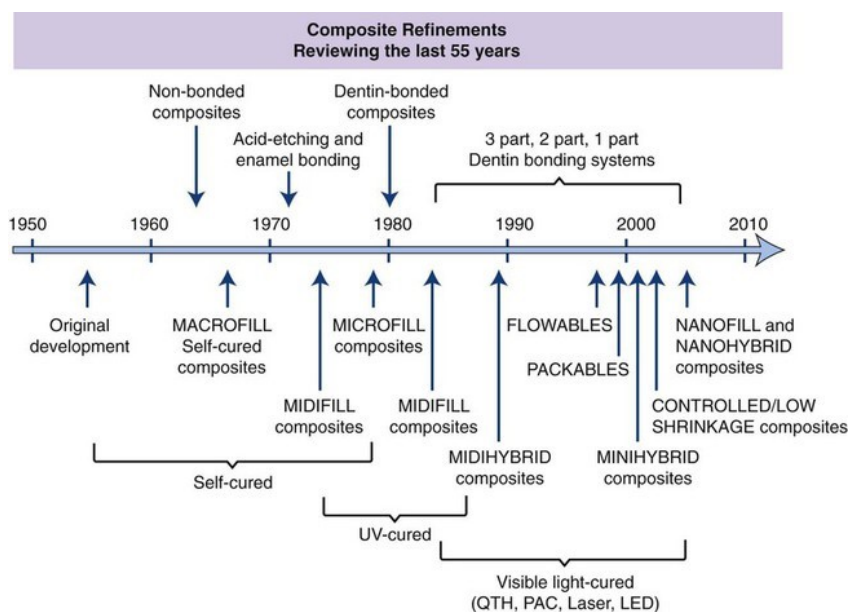 Composite Refinements
Reviewing the last 55 years
Non-bonded
composites
Dentin-bonded
composites
Acid-etching and
enamel bonding
3 part, 2 part, 1 part
Dentin bonding systems
1950 1960 1970 1980 1990 2000 2010
Original
development
MACROFILL
Self-cured
composites
MICROFILL
composites
FLOWABLES
NANOFILL and
NANOHYBRID
composites
PACKABLES
MIDIFILL
composites
MIDIFILL
composites
CONTROLLED/LOW
SHRINKAGE composites
MIDIHYBRID
composites
MINIHYBRID
composites
Self-cured
UV-cured
Visible light-cured
(QTH, PAC, Laser, LED)